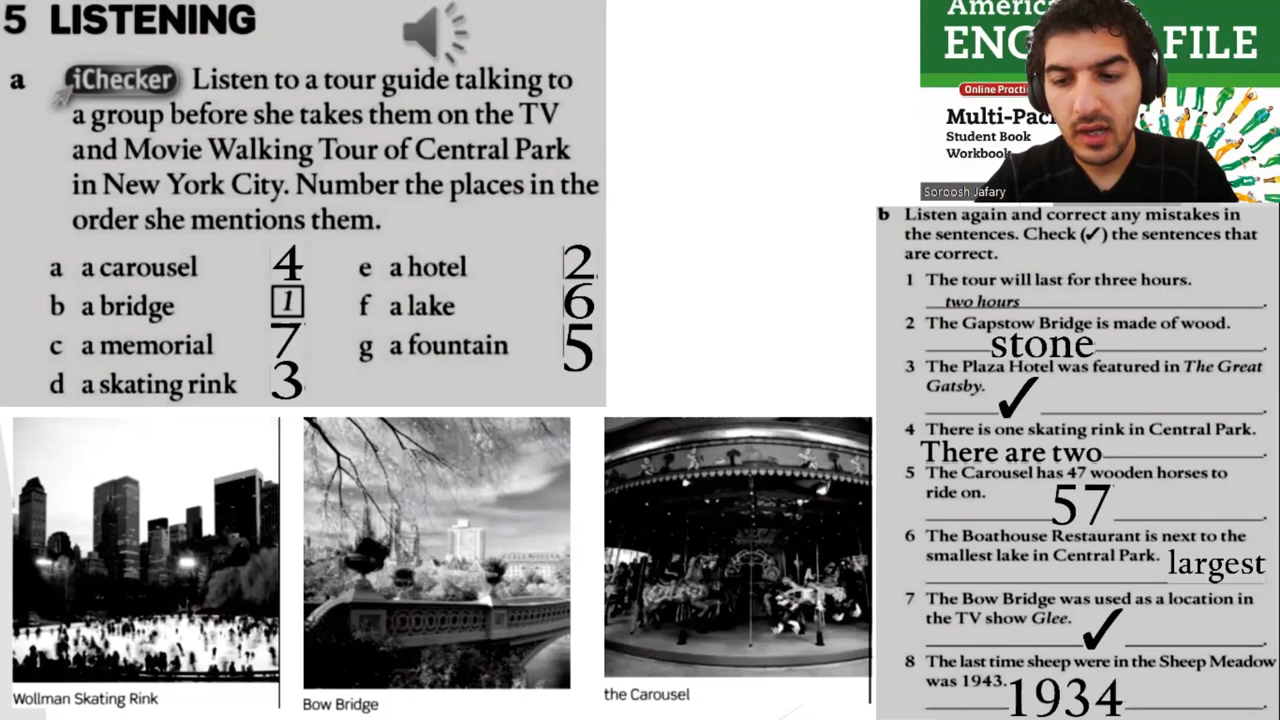 5 LISTENING
a iChecker Listen to a tour guide talking to
a group before she takes them on the TV
and Movie Walking Tour of Central Park
in New York City. Number the places in the
order she mentions them.
a a carousel 4
b a bridge 1
c a memorial 7
d a skating rink 3
e a hotel 2
f a lake 6
g a fountain 5
Wollman Skating Rink
Bow Bridge
the Carousel
FILE
Multi-Pac
Student Book
Workbook
Soroosh Jafary
b Listen again and correct any mistakes in
the sentences. Check (✓) the sentences that
are correct.
1 The tour will last for three hours.
two hours.
2 The Gapstow Bridge is made of wood.
stone.
3 The Plaza Hotel was featured in The Great
Gatsby.
✓.
4 There is one skating rink in Central Park.
There are two.
5 The Carousel has 47 wooden horses to
ride on.
57.
6 The Boathouse Restaurant is next to the
smallest lake in Central Park. largest
7 The Bow Bridge was used as a location in
the TV show Glee.
✓.
8 The last time sheep were in the Sheep Meadow
was 1943.
1934.